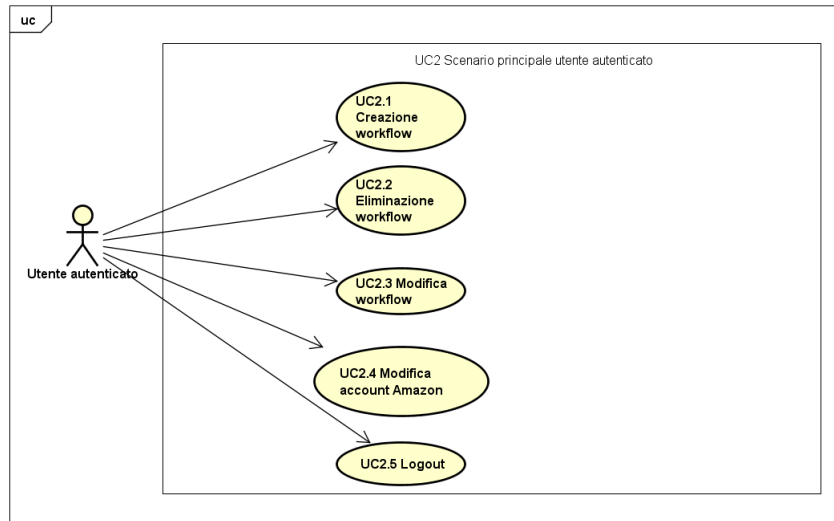 uc
UC2 Scenario principale utente autenticato
UC2.1
Creazione
workflow
UC2.2
Eliminazione
workflow
Utente autenticato
UC2.3 Modifica
workflow
UC2.4 Modifica
account Amazon
UC2.5 Logout